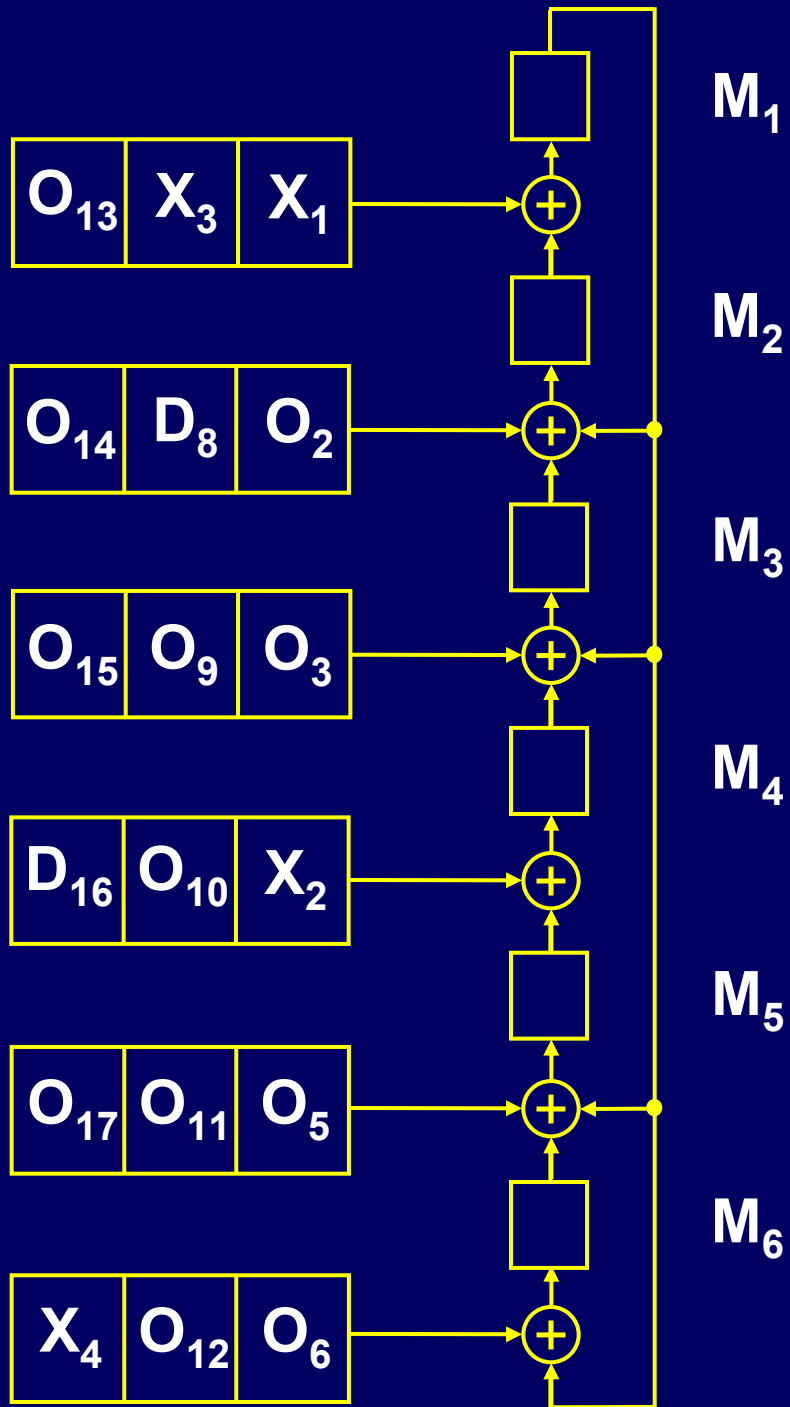 M₁
O₁₃ X₃ X₁
+
M₂
O₁₄ D₈ O₂
+
M₃
O₁₅ O₉ O₃
+
M₄
D₁₆ O₁₀ X₂
+
M₅
O₁₇ O₁₁ O₅
+
M₆
X₄ O₁₂ O₆
+